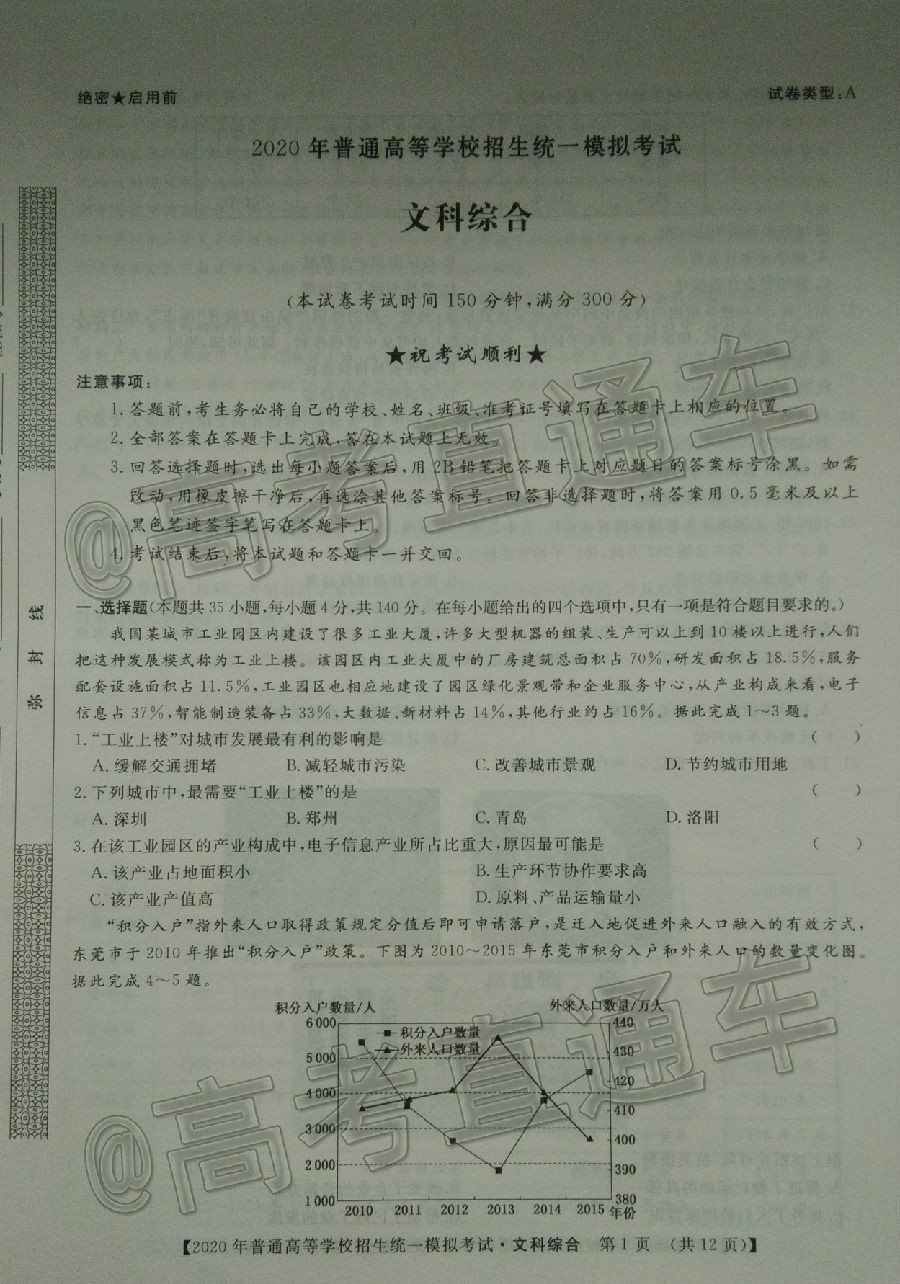 绝密★启用前
试卷类型:A
2020年普通高等学校招生统一模拟考试
文科综合
(本试卷考试时间150分钟,满分300分)
★祝考试顺利★
注意事项:
1.答题前,考生务必将自己的学校、姓名、班级、准考证号填写在答题卡上相应的位置。
2.全部答案在答题卡上完成,答在本试题上无效。
3.回答选择题时,选出每小题答案后,用2B铅笔把答题卡上对应题目的答案标号涂黑。如需
改动,用橡皮擦干净后,再选涂其他答案标号。回答非选择题时,将答案用0.5毫米及以上
黑色笔迹签字笔写在答题卡上。
4.考试结束后,将本试题和答题卡一并交回。
一、选择题(本题共35小题,每小题4分,共140分。在每小题给出的四个选项中,只有一项是符合题目要求的。)
我国某城市工业园区内建设了很多工业大厦,许多大型机器的组装、生产可以上到10楼以上进行,人们
把这种发展模式称为工业上楼。该园区内工业大厦中的厂房建筑总面积占70%,研发面积占18.5%,服务
配套设施面积占11.5%,工业园区也相应地建设了园区绿化景观带和企业服务中心,从产业构成来看,电子
信息占37%,智能制造装备占33%,大数据、新材料占14%,其他行业约占16%。据此完成1~3题。
1.“工业上楼”对城市发展最有利的影响是 ( )
A.缓解交通拥堵 B.减轻城市污染 C.改善城市景观 D.节约城市用地
2.下列城市中,最需要“工业上楼”的是 ( )
A.深圳 B.郑州 C.青岛 D.洛阳
3.在该工业园区的产业构成中,电子信息产业所占比重大,原因最可能是 ( )
A.该产业占地面积小 B.生产环节协作要求高
C.该产业产值高 D.原料、产品运输量小
“积分入户”指外来人口取得政策规定分值后即可申请落户,是迁入地促进外来人口融入的有效方式,
东莞市于2010年推出“积分入户”政策。下图为2010~2015年东莞市积分入户和外来人口的数量变化图。
据此完成4~5题。
积分入户数量/人 外来人口数量/万人
6 000 440
积分入户数量
外来人口数量
5 000 430
4 000 420
3 000 410
2 000 400
1 000 390
380
2010 2011 2012 2013 2014 2015 年份
【2020年普通高等学校招生统一模拟考试·文科综合 第1页 (共12页)】
线
封
弥
@高考直通车
@高考直通车